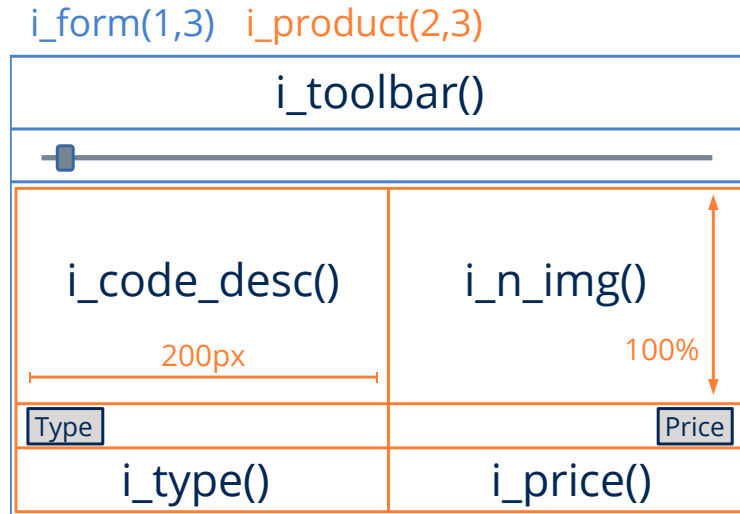 i_form(1,3) i_product(2,3)
i_toolbar()
i_code_desc() i_n_img()
200px 100%
Type Price
i_type() i_price()